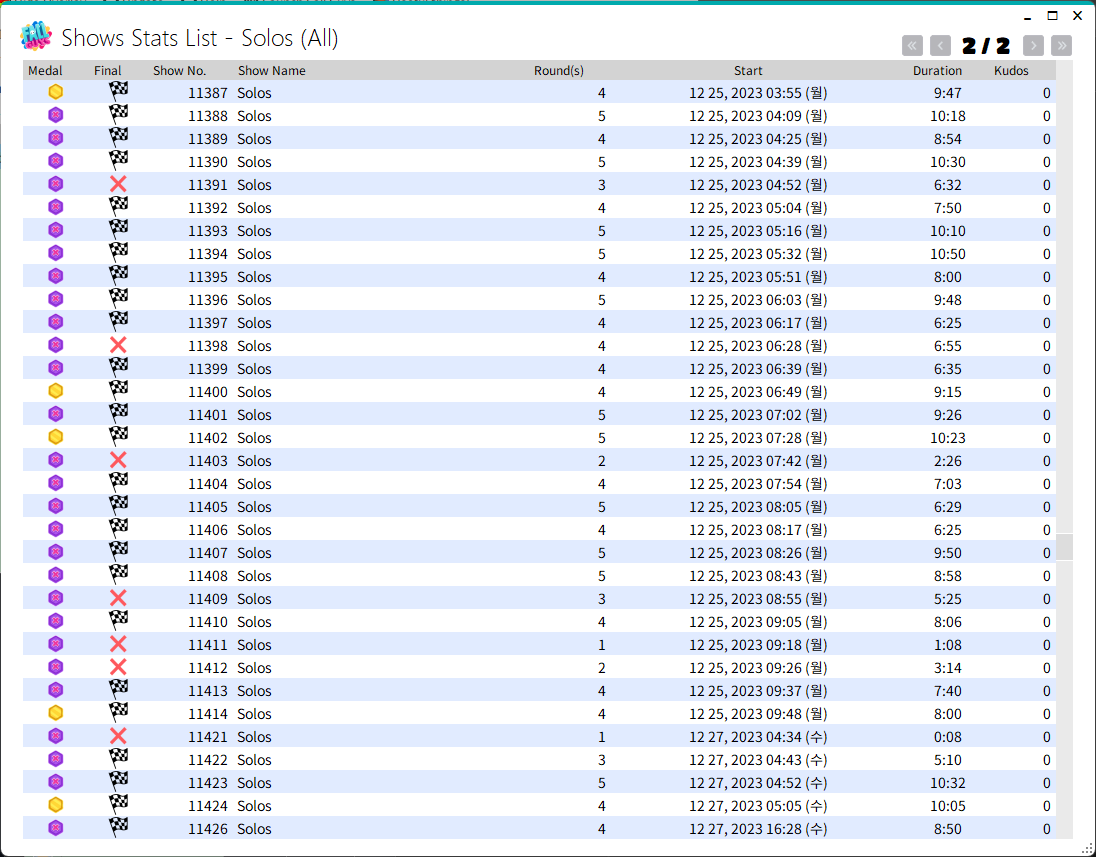 FALL GUYS
Shows Stats List - Solos (All)
« ‹ 2 / 2 › »
Medal Final Show No. Show Name Round(s) Start Duration Kudos
11387 Solos 4 12 25, 2023 03:55 (월) 9:47 0
11388 Solos 5 12 25, 2023 04:09 (월) 10:18 0
11389 Solos 4 12 25, 2023 04:25 (월) 8:54 0
11390 Solos 5 12 25, 2023 04:39 (월) 10:30 0
11391 Solos 3 12 25, 2023 04:52 (월) 6:32 0
11392 Solos 4 12 25, 2023 05:04 (월) 7:50 0
11393 Solos 5 12 25, 2023 05:16 (월) 10:10 0
11394 Solos 5 12 25, 2023 05:32 (월) 10:50 0
11395 Solos 4 12 25, 2023 05:51 (월) 8:00 0
11396 Solos 5 12 25, 2023 06:03 (월) 9:48 0
11397 Solos 4 12 25, 2023 06:17 (월) 6:25 0
11398 Solos 4 12 25, 2023 06:28 (월) 6:55 0
11399 Solos 4 12 25, 2023 06:39 (월) 6:35 0
11400 Solos 4 12 25, 2023 06:49 (월) 9:15 0
11401 Solos 5 12 25, 2023 07:02 (월) 9:26 0
11402 Solos 5 12 25, 2023 07:28 (월) 10:23 0
11403 Solos 2 12 25, 2023 07:42 (월) 2:26 0
11404 Solos 4 12 25, 2023 07:54 (월) 7:03 0
11405 Solos 5 12 25, 2023 08:05 (월) 6:29 0
11406 Solos 4 12 25, 2023 08:17 (월) 6:25 0
11407 Solos 5 12 25, 2023 08:26 (월) 9:50 0
11408 Solos 5 12 25, 2023 08:43 (월) 8:58 0
11409 Solos 3 12 25, 2023 08:55 (월) 5:25 0
11410 Solos 4 12 25, 2023 09:05 (월) 8:06 0
11411 Solos 1 12 25, 2023 09:18 (월) 1:08 0
11412 Solos 2 12 25, 2023 09:26 (월) 3:14 0
11413 Solos 4 12 25, 2023 09:37 (월) 7:40 0
11414 Solos 4 12 25, 2023 09:48 (월) 8:00 0
11421 Solos 1 12 27, 2023 04:34 (수) 0:08 0
11422 Solos 3 12 27, 2023 04:43 (수) 5:10 0
11423 Solos 5 12 27, 2023 04:52 (수) 10:32 0
11424 Solos 4 12 27, 2023 05:05 (수) 10:05 0
11426 Solos 4 12 27, 2023 16:28 (수) 8:50 0